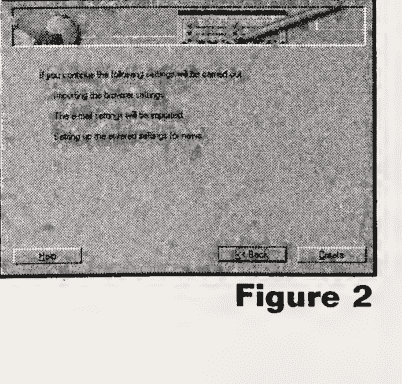 If you continue the following settings will be carried out
Importing the browser settings.
The e-mail settings will be imported.
Setting up the entered settings for news.
Help
<< Back
Create
Figure 2